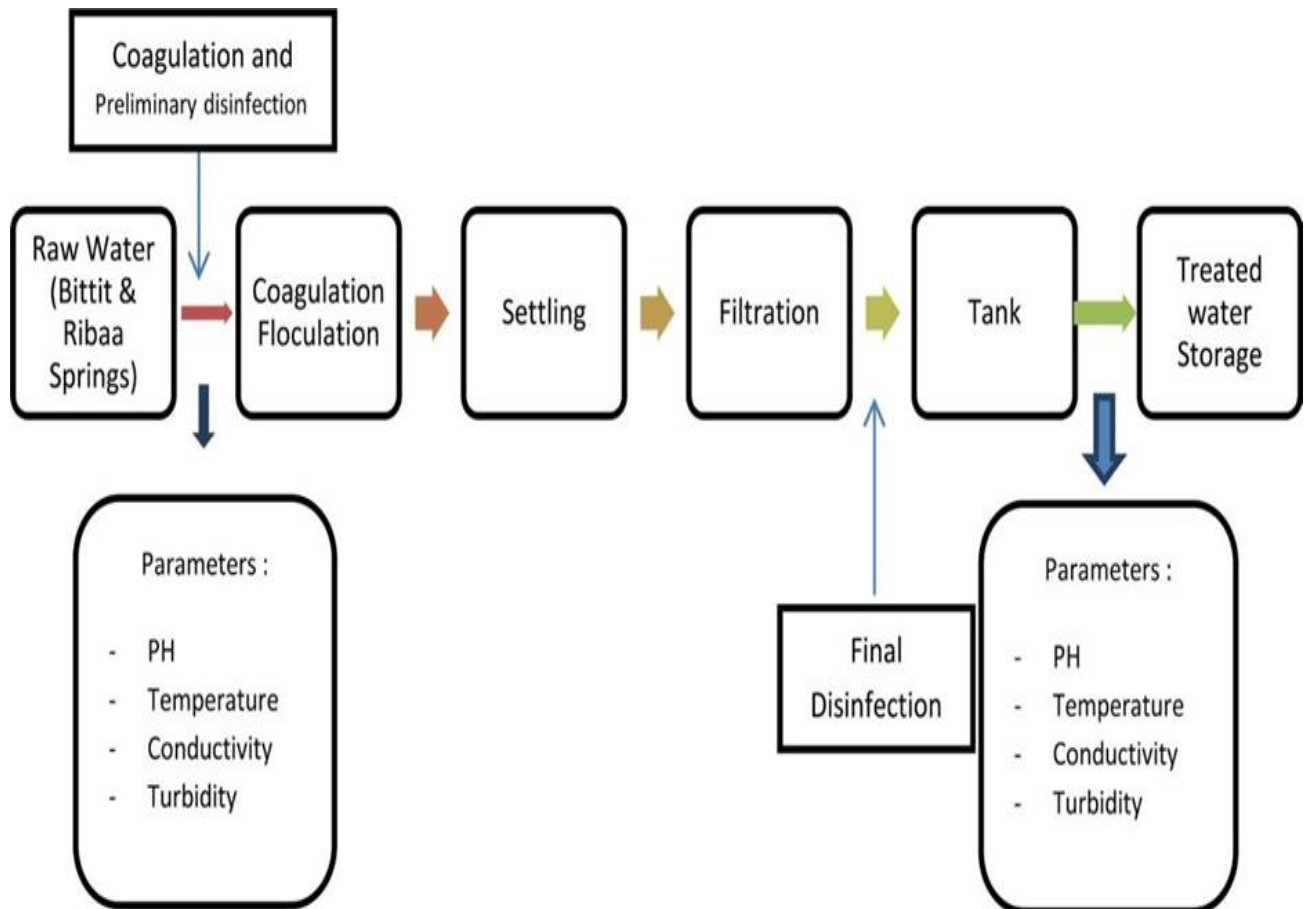 Coagulation and
Preliminary disinfection
Raw Water
(Bittit &
Ribaa
Springs)
Coagulation
Floculation
Settling
Filtration
Tank
Treated
water
Storage
Parameters :
- PH
- Temperature
- Conductivity
- Turbidity
Final
Disinfection
Parameters :
- PH
- Temperature
- Conductivity
- Turbidity